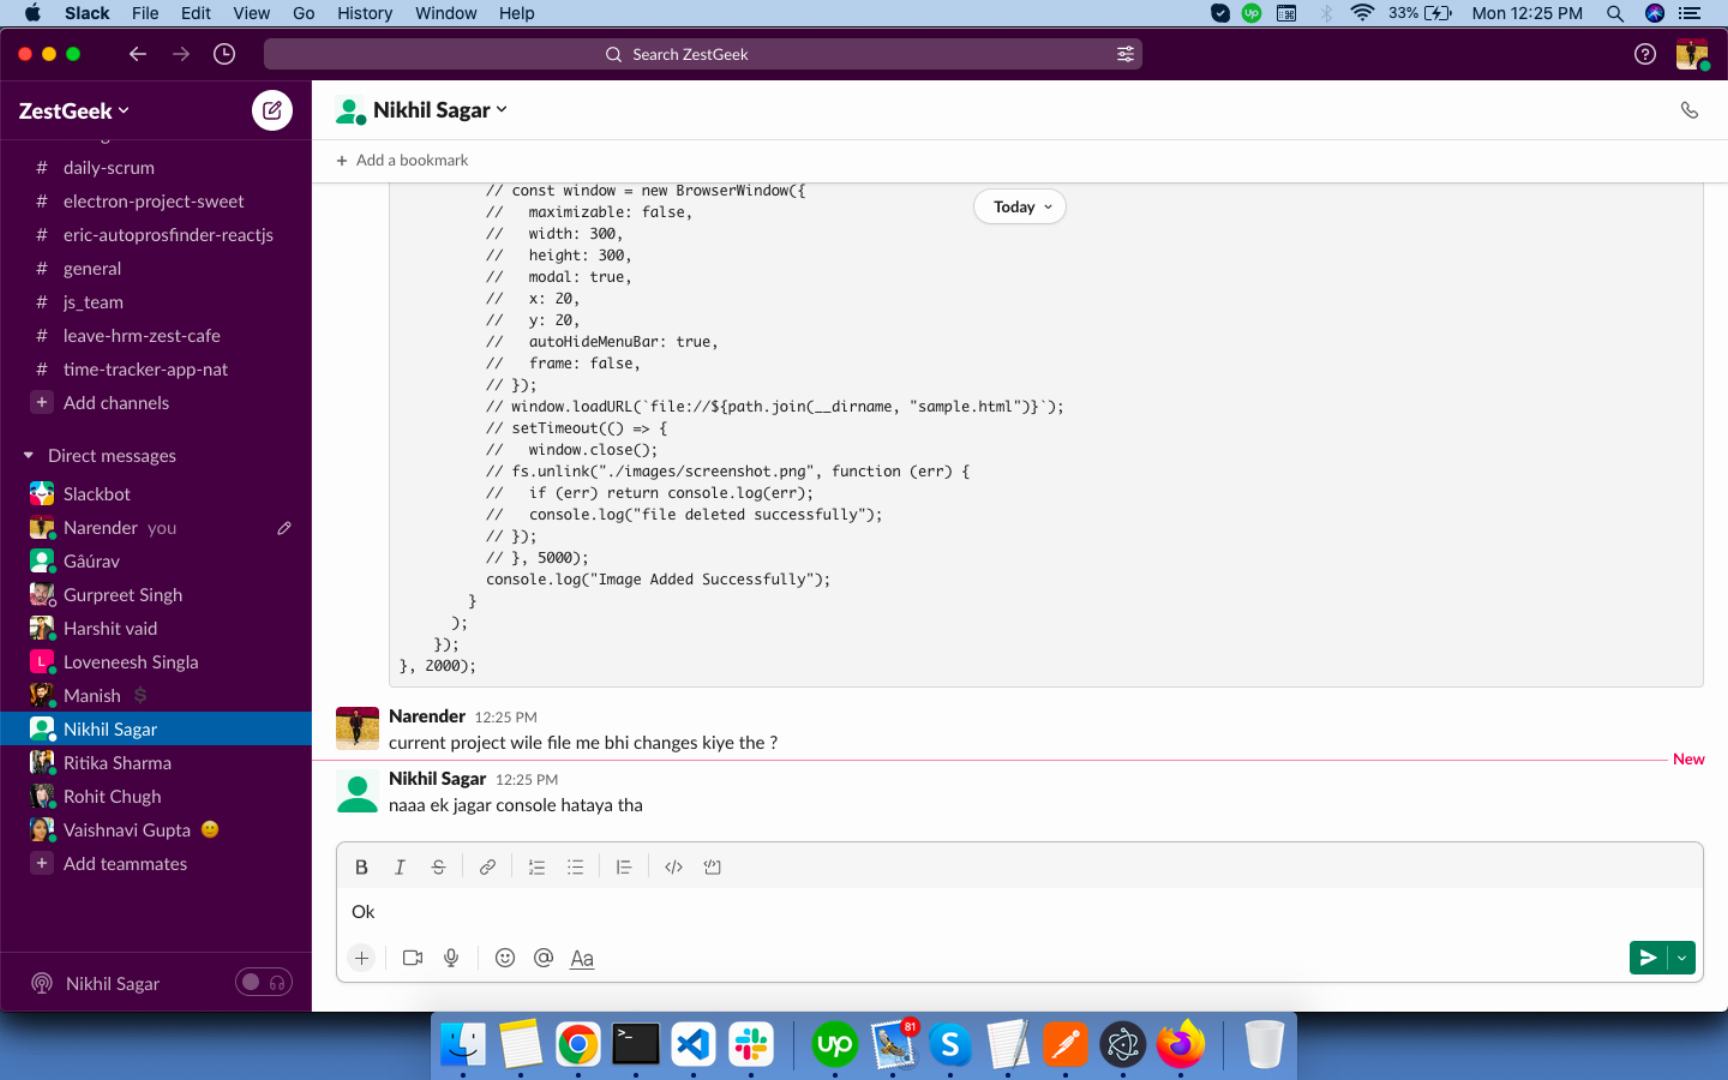 Slack File Edit View Go History Window Help 33% Mon 12:25 PM
Search ZestGeek
ZestGeek
# daily-scrum
# electron-project-sweet
# eric-autoprosfinder-reactjs
# general
# js_team
# leave-hrm-zest-cafe
# time-tracker-app-nat
+ Add channels
Direct messages
Slackbot
Narender you
Gâúrav
Gurpreet Singh
Harshit vaid
L Loveneesh Singla
Manish $
Nikhil Sagar
Ritika Sharma
Rohit Chugh
Vaishnavi Gupta
+ Add teammates
Nikhil Sagar
Nikhil Sagar
+ Add a bookmark
Today
// const window = new BrowserWindow({
//   maximizable: false,
//   width: 300,
//   height: 300,
//   modal: true,
//   x: 20,
//   y: 20,
//   autoHideMenuBar: true,
//   frame: false,
// });
// window.loadURL(`file://${path.join(__dirname, "sample.html")}`);
// setTimeout(() => {
//   window.close();
// fs.unlink("./images/screenshot.png", function (err) {
//   if (err) return console.log(err);
//   console.log("file deleted successfully");
// });
// }, 5000);
console.log("Image Added Successfully");
}
);
});
}, 2000);
Narender 12:25 PM
current project wile file me bhi changes kiye the ?
New
Nikhil Sagar 12:25 PM
naaa ek jagar console hataya tha
B I S
Ok
+ @ Aa
up 81 S